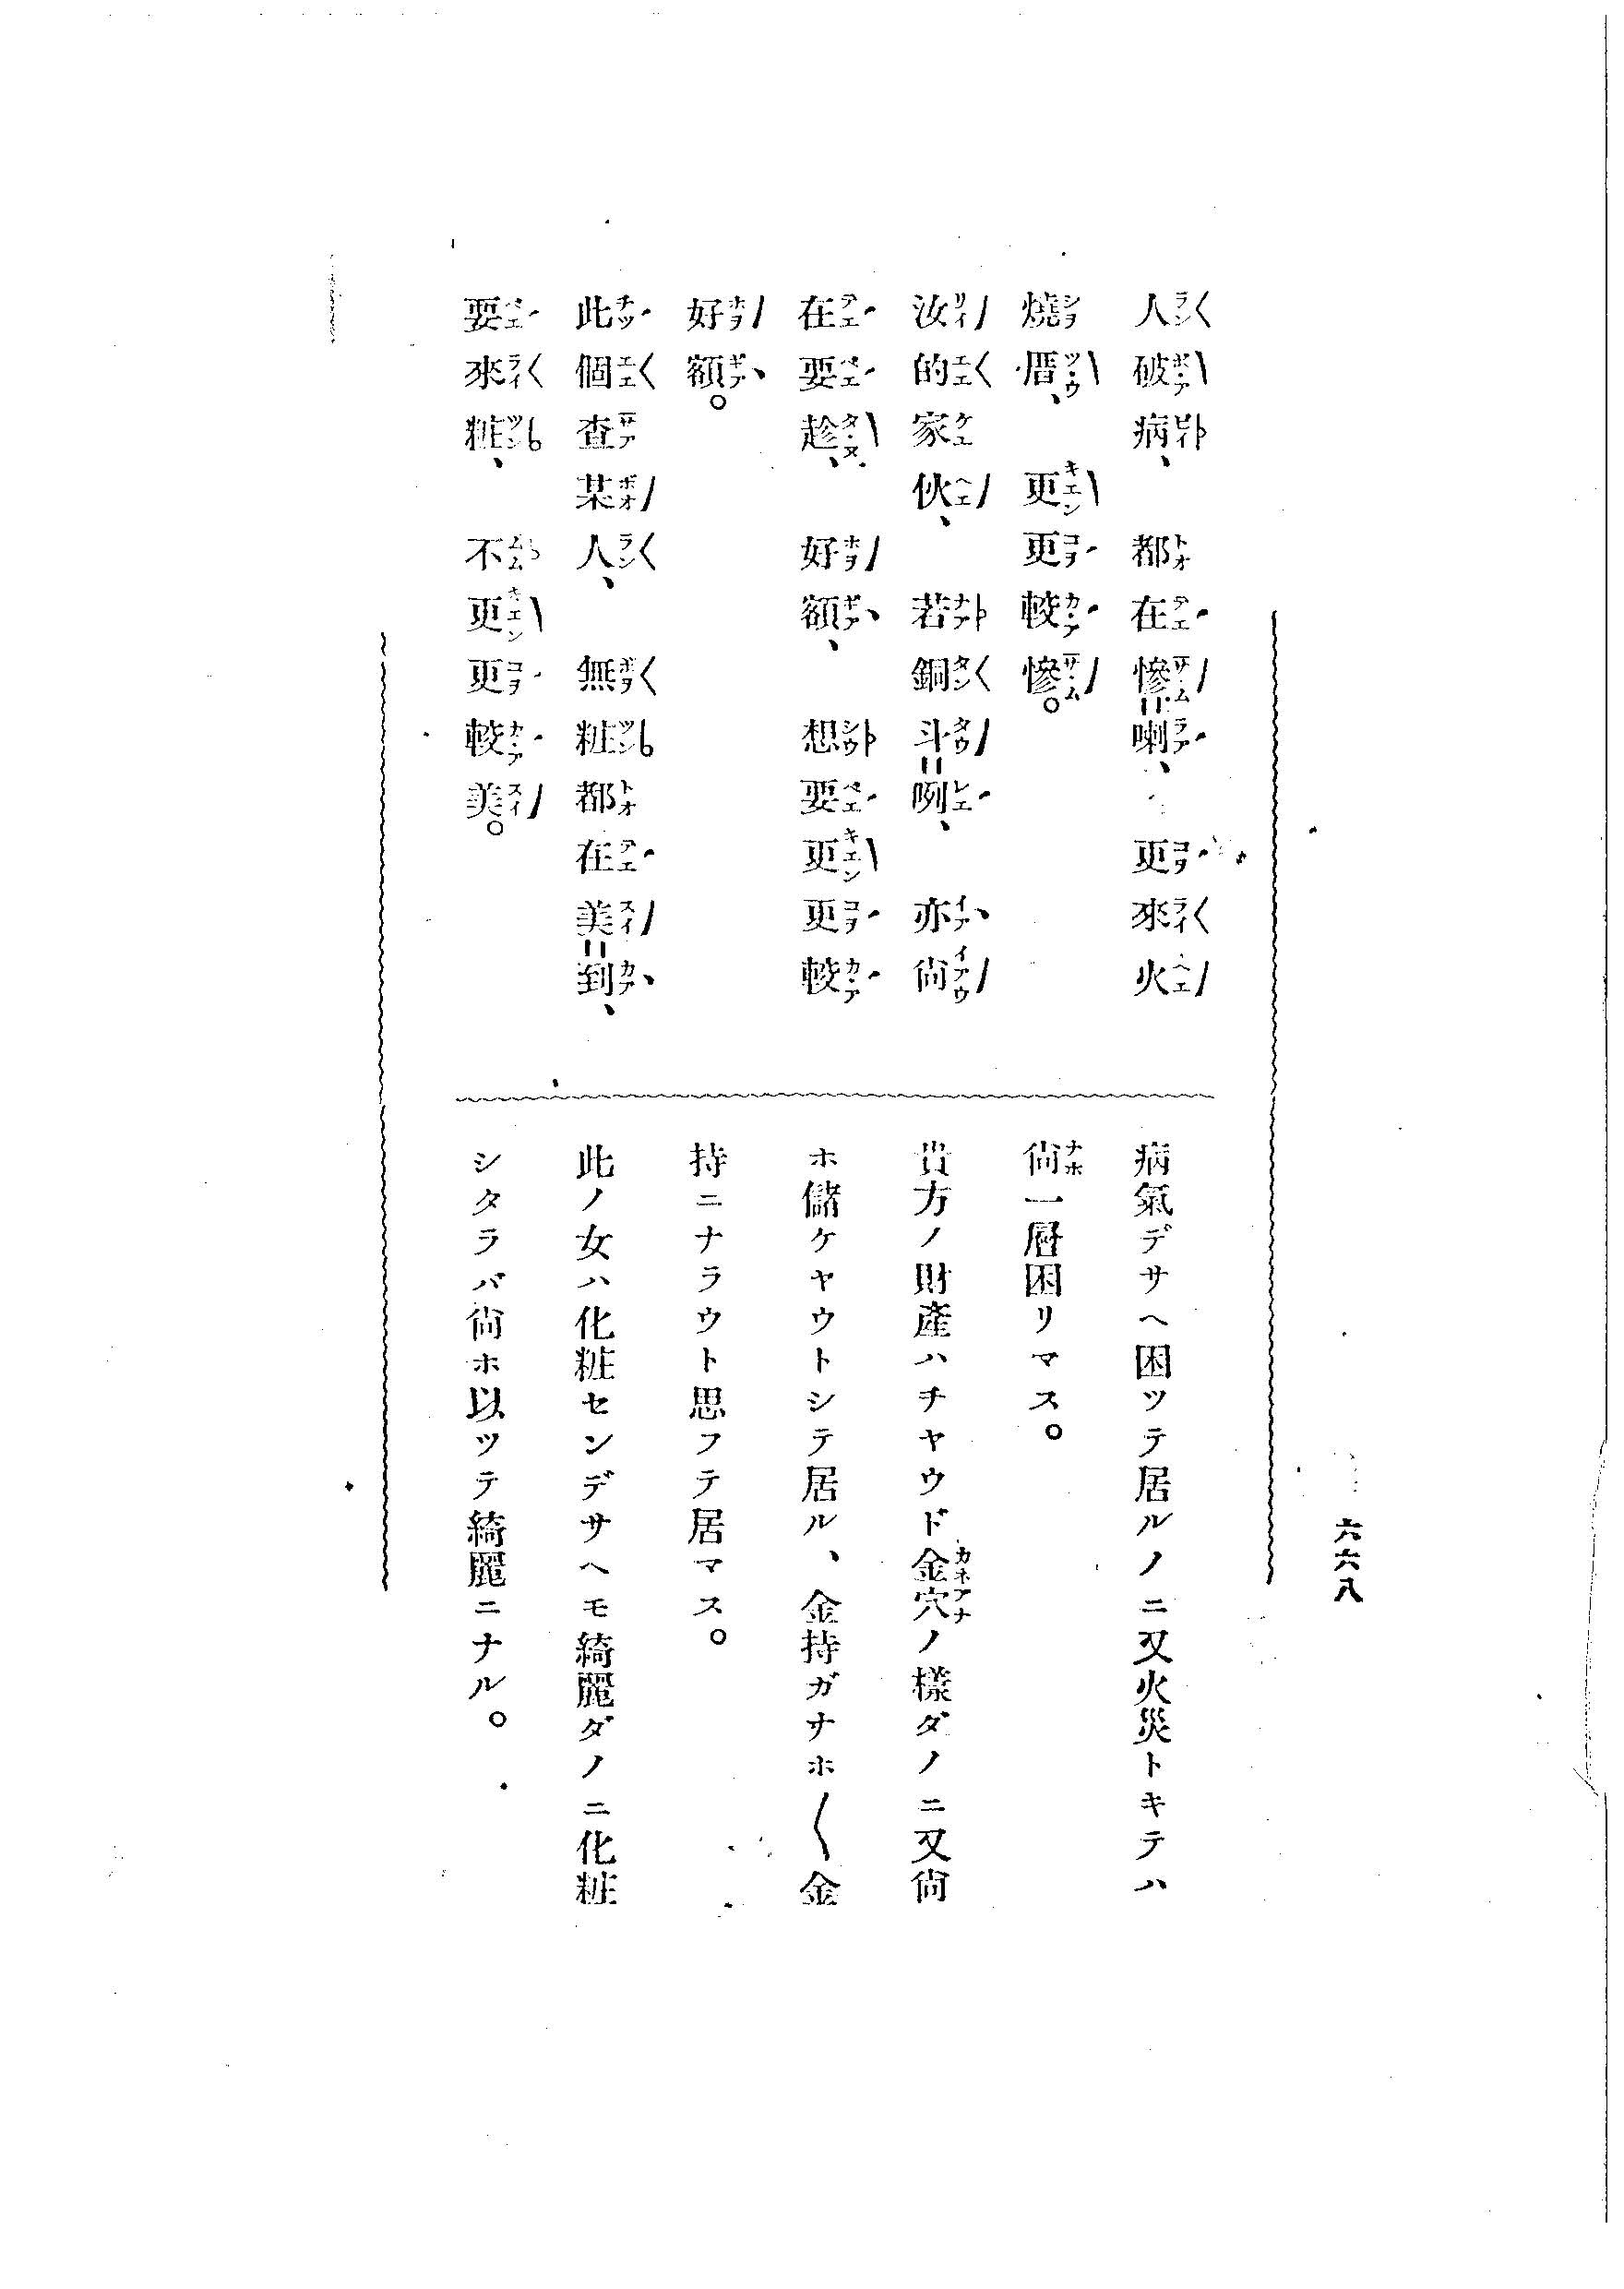 六六八
人破病、都在慘=喇、更來火
燒厝、更更較慘。
汝的家伙、若銅斗=咧、亦尙
在要趁、好額、想要更更較
好額。
此個查某人、無粧都在美=到、
要來粧、不更更較美。
病氣デサヘ困ツテ居ルノニ又火災トキテハ
尙一層困リマス。
貴方ノ財產ハチヤウド金穴ノ樣ダノニ又尙
ホ儲ケヤウトシテ居ル、金持ガナホ〱金
持ニナラウト思フテ居マス。
此ノ女ハ化粧センデサヘモ綺麗ダノニ化粧
シタラバ尙ホ以ツテ綺麗ニナル。